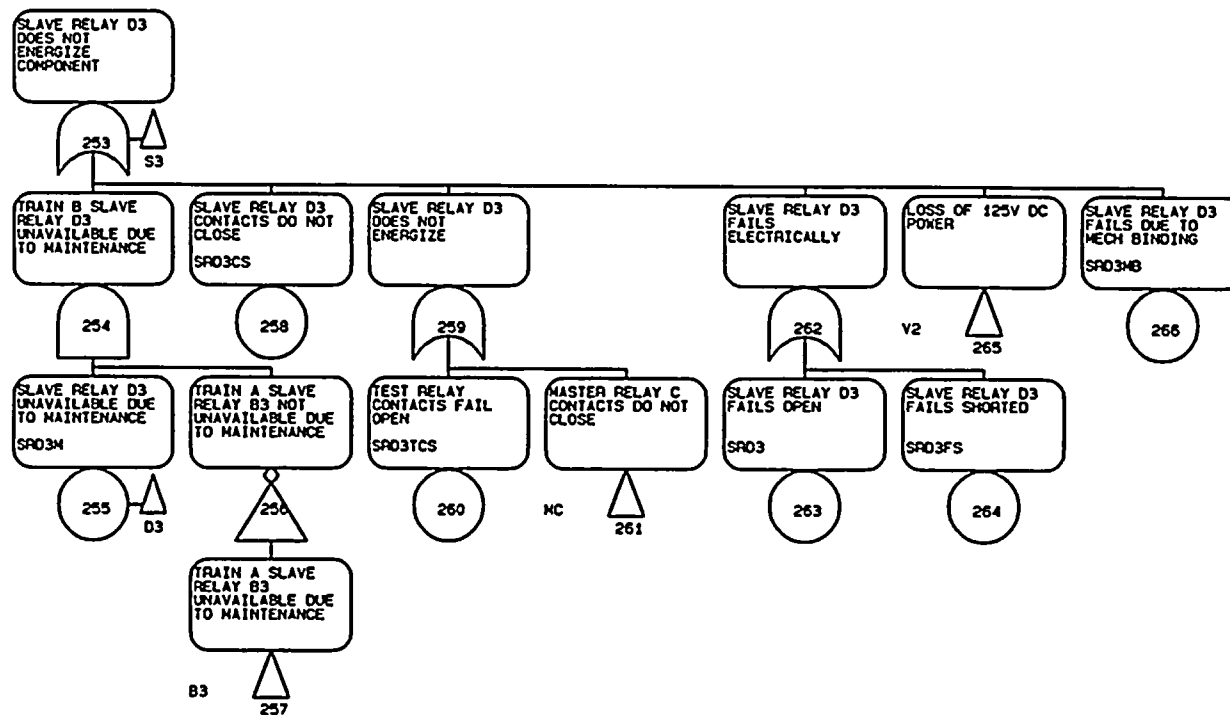 SLAVE RELAY D3
DOES NOT
ENERGIZE
COMPONENT
253
S3
TRAIN B SLAVE
RELAY D3
UNAVAILABLE DUE
TO MAINTENANCE
254
SLAVE RELAY D3
CONTACTS DO NOT
CLOSE
SRD3CS
258
SLAVE RELAY D3
DOES NOT
ENERGIZE
259
SLAVE RELAY D3
FAILS
ELECTRICALLY
262
LOSS OF 125V DC
POWER
V2
265
SLAVE RELAY D3
FAILS DUE TO
MECH BINDING
SRD3MB
266
SLAVE RELAY D3
UNAVAILABLE DUE
TO MAINTENANCE
SRD3M
255
D3
TRAIN A SLAVE
RELAY B3 NOT
UNAVAILABLE DUE
TO MAINTENANCE
256
TEST RELAY
CONTACTS FAIL
OPEN
SRD3TCS
260
MASTER RELAY C
CONTACTS DO NOT
CLOSE
MC
261
SLAVE RELAY D3
FAILS OPEN
SRD3
263
SLAVE RELAY D3
FAILS SHORTED
SRD3FS
264
TRAIN A SLAVE
RELAY B3
UNAVAILABLE DUE
TO MAINTENANCE
B3
257